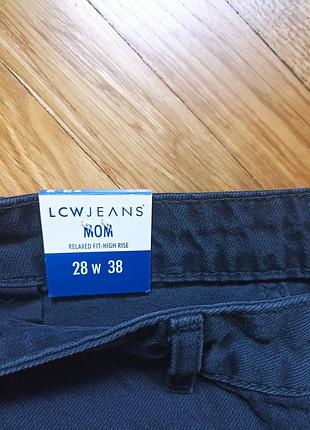 LCWJEANS
MOM
RELAXED FIT-HIGH RISE
28 W 38